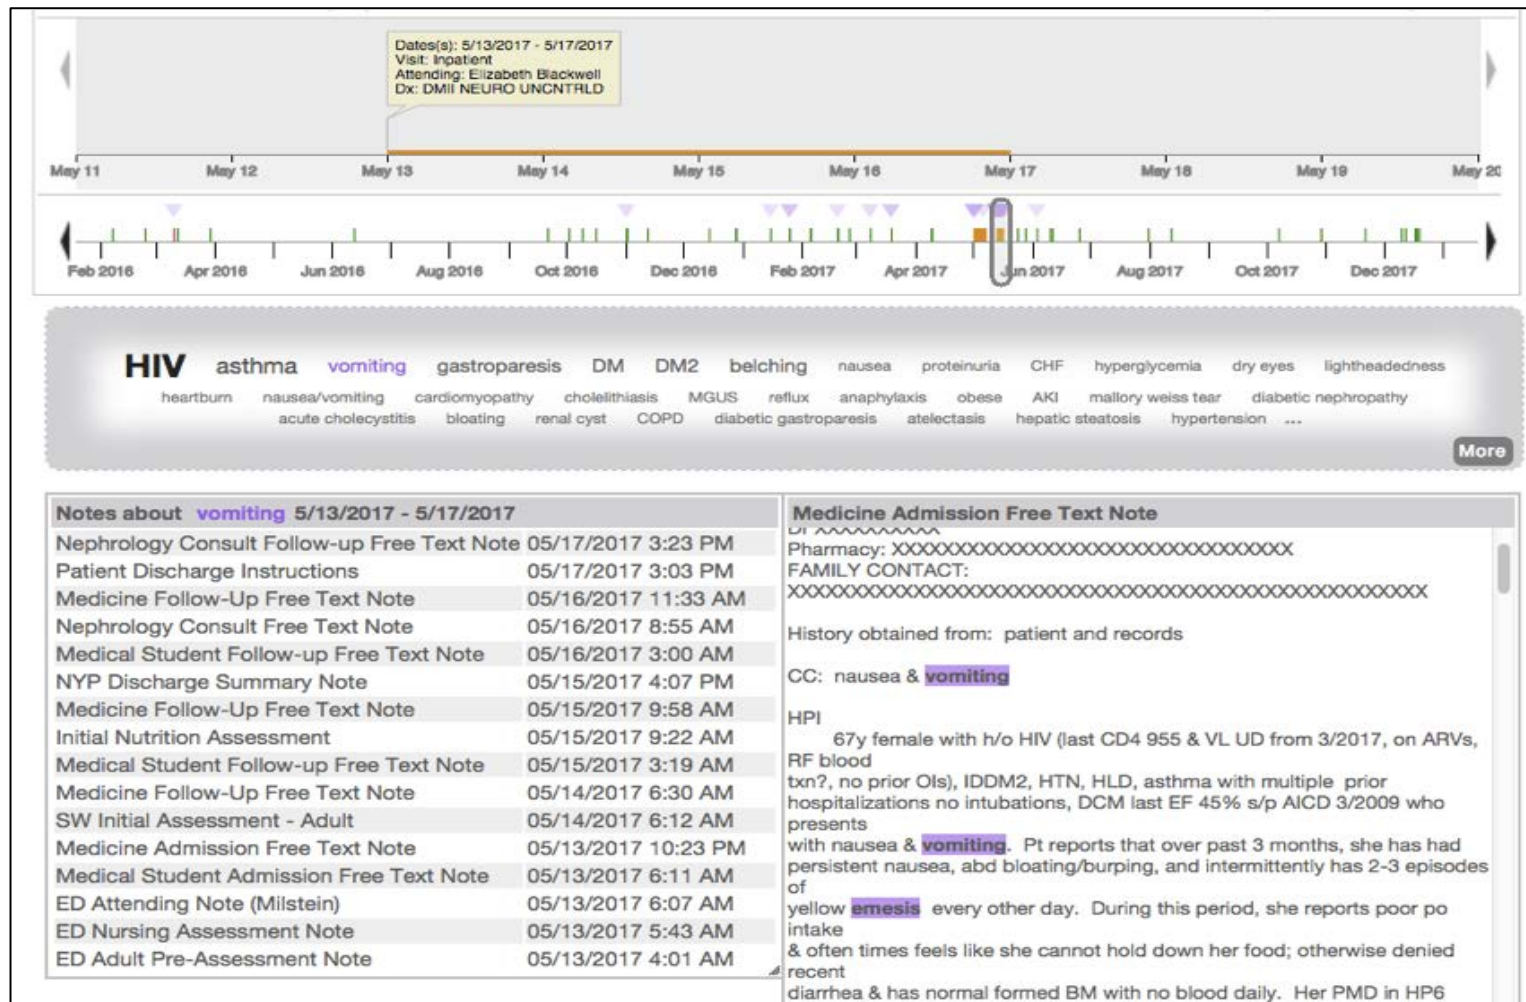 Dates(s): 5/13/2017 - 5/17/2017
Visit: Inpatient
Attending: Elizabeth Blackwell
Dx: DMII NEURO UNCNTRLD
May 11 May 12 May 13 May 14 May 15 May 16 May 17 May 18 May 19 May 20
Feb 2016 Apr 2016 Jun 2016 Aug 2016 Oct 2016 Dec 2016 Feb 2017 Apr 2017 Jun 2017 Aug 2017 Oct 2017 Dec 2017
HIV asthma vomiting gastroparesis DM DM2 belching nausea proteinuria CHF hyperglycemia dry eyes lightheadedness
heartburn nausea/vomiting cardiomyopathy cholelithiasis MGUS reflux anaphylaxis obese AKI mallory weiss tear diabetic nephropathy
acute cholecystitis bloating renal cyst COPD diabetic gastroparesis atelectasis hepatic steatosis hypertension ...
More
Notes about vomiting 5/13/2017 - 5/17/2017
Nephrology Consult Follow-up Free Text Note 05/17/2017 3:23 PM
Patient Discharge Instructions 05/17/2017 3:03 PM
Medicine Follow-Up Free Text Note 05/16/2017 11:33 AM
Nephrology Consult Free Text Note 05/16/2017 8:55 AM
Medical Student Follow-up Free Text Note 05/16/2017 3:00 AM
NYP Discharge Summary Note 05/15/2017 4:07 PM
Medicine Follow-Up Free Text Note 05/15/2017 9:58 AM
Initial Nutrition Assessment 05/15/2017 9:22 AM
Medical Student Follow-up Free Text Note 05/15/2017 3:19 AM
Medicine Follow-Up Free Text Note 05/14/2017 6:30 AM
SW Initial Assessment - Adult 05/14/2017 6:12 AM
Medicine Admission Free Text Note 05/13/2017 10:23 PM
Medical Student Admission Free Text Note 05/13/2017 6:11 AM
ED Attending Note (Milstein) 05/13/2017 6:07 AM
ED Nursing Assessment Note 05/13/2017 5:43 AM
ED Adult Pre-Assessment Note 05/13/2017 4:01 AM
Medicine Admission Free Text Note
Pharmacy: XXXXXXXXXXXXXXXXXXXXXXXXXXXXXXXX
FAMILY CONTACT:
XXXXXXXXXXXXXXXXXXXXXXXXXXXXXXXXXXXXXXXXXXXXXXXXXXX
History obtained from: patient and records
CC: nausea & vomiting
HPI
67y female with h/o HIV (last CD4 955 & VL UD from 3/2017, on ARVs,
RF blood
txn?, no prior OIs), IDDM2, HTN, HLD, asthma with multiple prior
hospitalizations no intubations, DCM last EF 45% s/p AICD 3/2009 who
presents
with nausea & vomiting. Pt reports that over past 3 months, she has had
persistent nausea, abd bloating/burping, and intermittently has 2-3 episodes
of
yellow emesis every other day. During this period, she reports poor po
intake
& often times feels like she cannot hold down her food; otherwise denied
recent
diarrhea & has normal formed BM with no blood daily. Her PMD in HP6